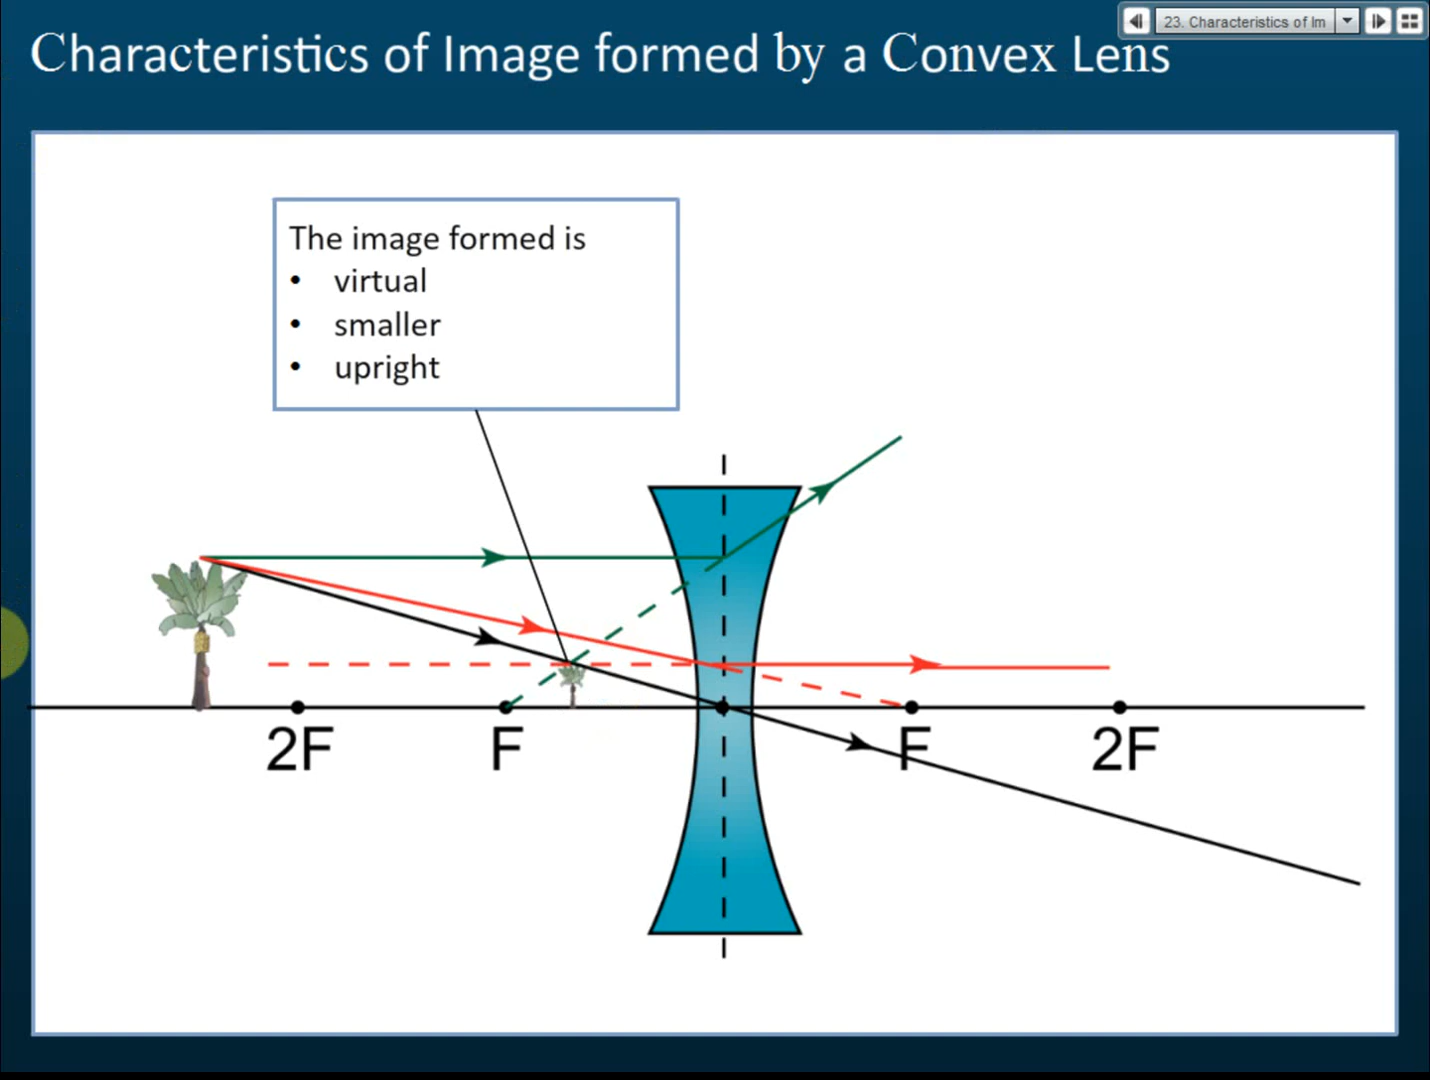 23. Characteristics of Im
Characteristics of Image formed by a Convex Lens
The image formed is
• virtual
• smaller
• upright
2F F F 2F